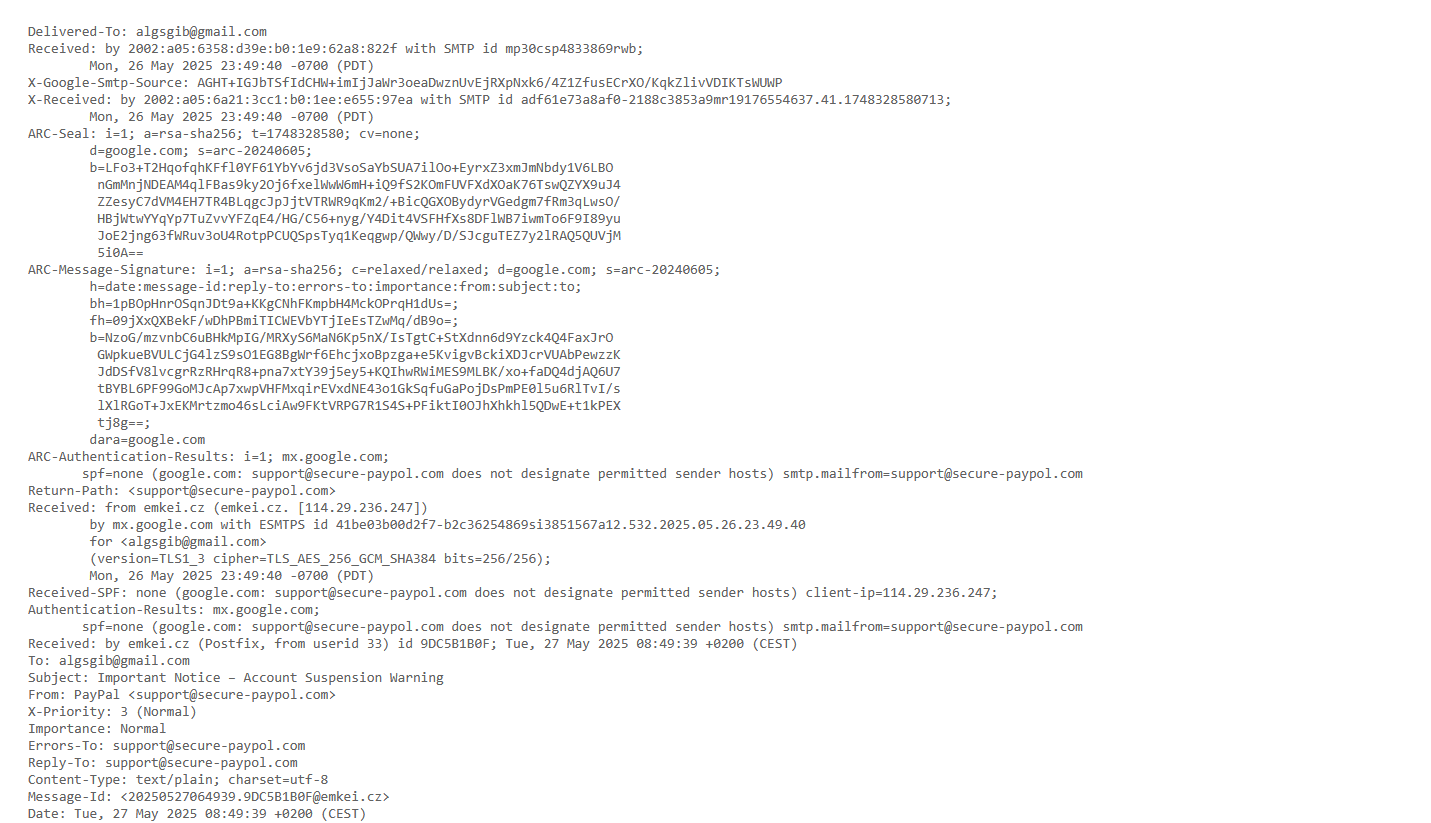 Delivered-To: algsgib@gmail.com
Received: by 2002:a05:6358:d39e:b0:1e9:62a8:822f with SMTP id mp30csp4833869rwb;
Mon, 26 May 2025 23:49:40 -0700 (PDT)
X-Google-Smtp-Source: AGHT+IGJbTSfIdCHW+imIjJaWr3oeaDwznUvEjRXpNxk6/4Z1ZfusECrXO/KqkZlivVDIKTsWUWP
X-Received: by 2002:a05:6a21:3cc1:b0:1ee:e655:97ea with SMTP id adf61e73a8af0-2188c3853a9mr19176554637.41.1748328580713;
Mon, 26 May 2025 23:49:40 -0700 (PDT)
ARC-Seal: i=1; a=rsa-sha256; t=1748328580; cv=none;
d=google.com; s=arc-20240605;
b=LFo3+T2HqofqhKFfl0YF61YbYv6jd3VsoSaYbSUA7ilOo+EyrxZ3xmJmNbdy1V6LBO
nGmMnjNDEAM4qlFBas9ky2Oj6fxelWwW6mH+iQ9fS2KOmFUVFXdXOaK76TswQZYX9uJ4
ZZesyC7dVM4EH7TR4BLqgcJpJjtVTRWR9qKm2/+BicQGXOBydyrVGedgm7fRm3qLwsO/
HBjWtwYYqYp7TuZvvYFZqE4/HG/C56+nyg/Y4Dit4VSFHfXs8DFlWB7iwmTo6F9I89yu
JoE2jng63fWRuv3oU4RotpPCUQSpsTyq1Keqgwp/QWwy/D/SJcguTEZ7y2lRAQ5QUVjM
5i0A==
ARC-Message-Signature: i=1; a=rsa-sha256; c=relaxed/relaxed; d=google.com; s=arc-20240605;
h=date:message-id:reply-to:errors-to:importance:from:subject:to;
bh=1pBOpHnrOSqnJDt9a+KKgCNhFKmpbH4MckOPrqH1dUs=;
fh=09jXxQXBekF/wDhPBmiTICWEVbYTjIeEsTZwMq/dB9o=;
b=NzoG/mzvnbC6uBHkMpIG/MRXyS6MaN6Kp5nX/IsTgtC+StXdnn6d9Yzck4Q4FaxJrO
GWpkueBVULCjG4lzS9sO1EG8BgWrf6EhcjxoBpzga+e5KvigvBckiXDJcrVUAbPewzzK
JdDSfV8lvcgrRzRHrqR8+pna7xtY39j5ey5+KQIhwRWiMES9MLBK/xo+faDQ4djAQ6U7
tBYBL6PF99GoMJcAp7xwpVHFMxqirEVxdNE43o1GkSqfuGaPojDsPmPE0l5u6RlTvI/s
lXlRGoT+JxEKMrtzmo46sLciAw9FKtVRPG7R1S4S+PFiktI0OJhXhkhl5QDwE+t1kPEX
tj8g==;
dara=google.com
ARC-Authentication-Results: i=1; mx.google.com;
spf=none (google.com: support@secure-paypol.com does not designate permitted sender hosts) smtp.mailfrom=support@secure-paypol.com
Return-Path: <support@secure-paypol.com>
Received: from emkei.cz (emkei.cz. [114.29.236.247])
by mx.google.com with ESMTPS id 41be03b00d2f7-b2c36254869si3851567a12.532.2025.05.26.23.49.40
for <algsgib@gmail.com>
(version=TLS1_3 cipher=TLS_AES_256_GCM_SHA384 bits=256/256);
Mon, 26 May 2025 23:49:40 -0700 (PDT)
Received-SPF: none (google.com: support@secure-paypol.com does not designate permitted sender hosts) client-ip=114.29.236.247;
Authentication-Results: mx.google.com;
spf=none (google.com: support@secure-paypol.com does not designate permitted sender hosts) smtp.mailfrom=support@secure-paypol.com
Received: by emkei.cz (Postfix, from userid 33) id 9DC5B1B0F; Tue, 27 May 2025 08:49:39 +0200 (CEST)
To: algsgib@gmail.com
Subject: Important Notice – Account Suspension Warning
From: PayPal <support@secure-paypol.com>
X-Priority: 3 (Normal)
Importance: Normal
Errors-To: support@secure-paypol.com
Reply-To: support@secure-paypol.com
Content-Type: text/plain; charset=utf-8
Message-Id: <20250527064939.9DC5B1B0F@emkei.cz>
Date: Tue, 27 May 2025 08:49:39 +0200 (CEST)